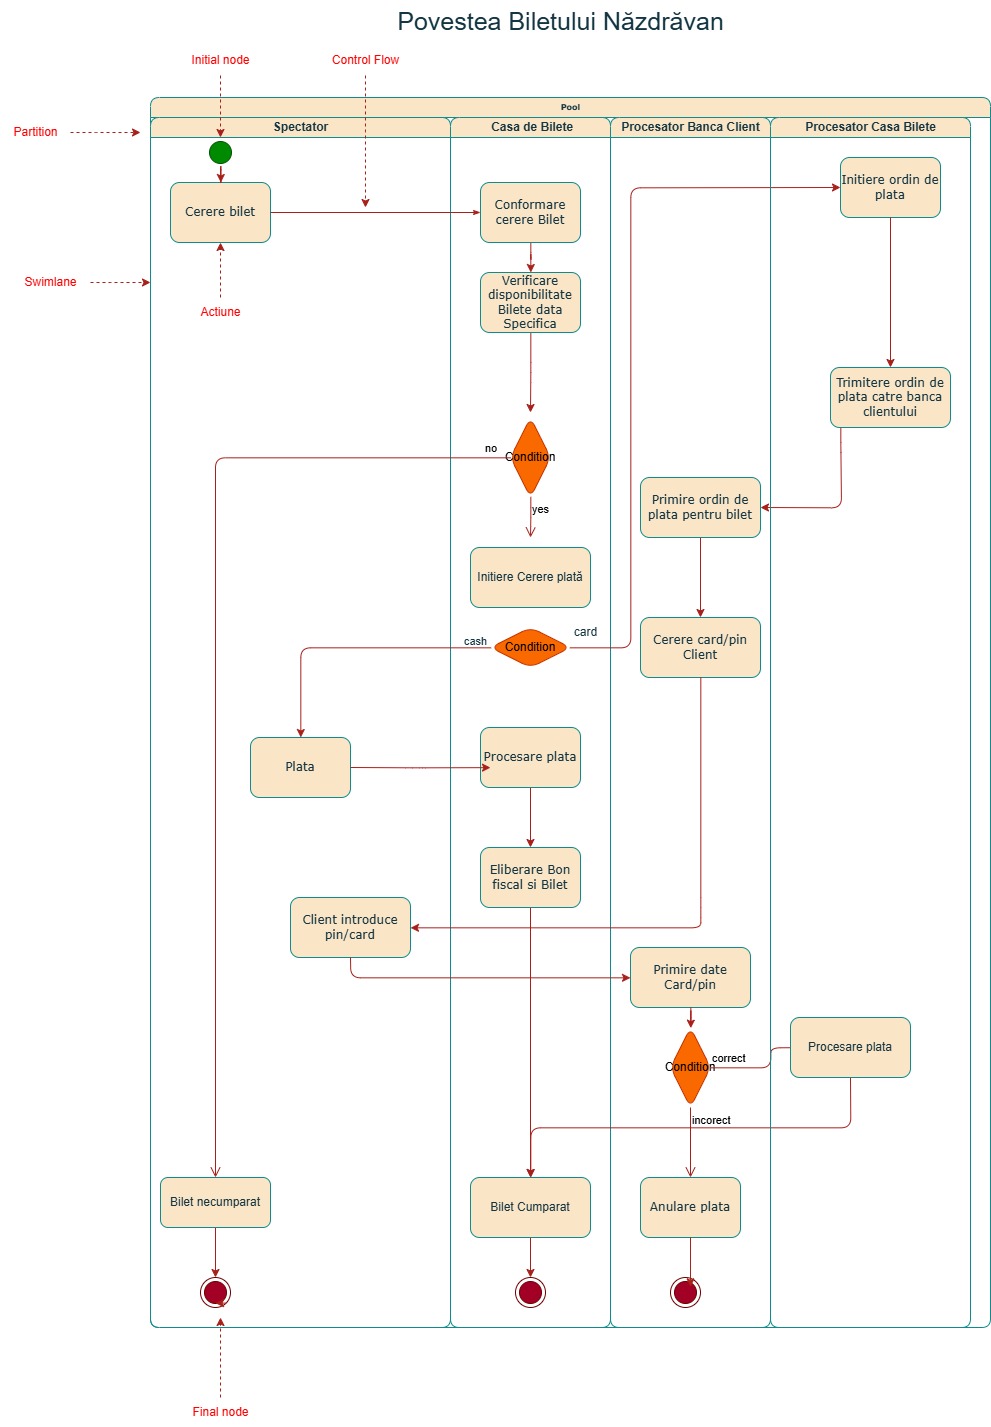 Povestea Biletului Năzdrăvan
Initial node
Control Flow
Pool
Partition
Spectator
Casa de Bilete
Procesator Banca Client
Procesator Casa Bilete
Cerere bilet
Conformare
cerere Bilet
Initiere ordin de
plata
Swimlane
Actiune
Verificare
disponibilitate
Bilete data
Specifica
Trimitere ordin de
plata catre banca
clientului
no
Condition
yes
Primire ordin de
plata pentru bilet
Initiere Cerere plată
cash
Condition
card
Cerere card/pin
Client
Plata
Procesare plata
Eliberare Bon
fiscal si Bilet
Client introduce
pin/card
Primire date
Card/pin
Condition
correct
Procesare plata
incorect
Bilet necumparat
Bilet Cumparat
Anulare plata
Final node